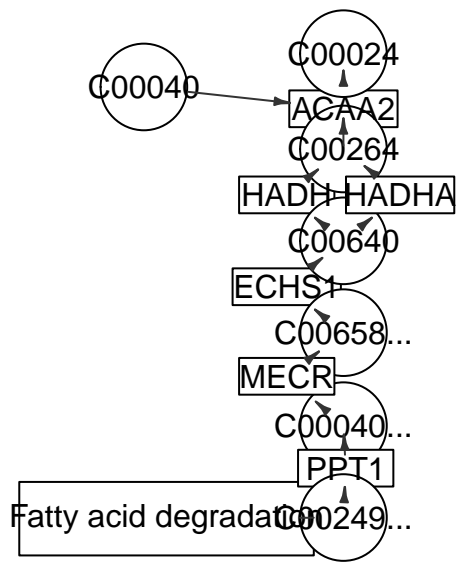 C00024
C00040
ACAA2
C00264
HADH
HADHA
C00640
ECHS1
C00658...
MECR
C00040...
PPT1
Fatty acid degradation
C00249...